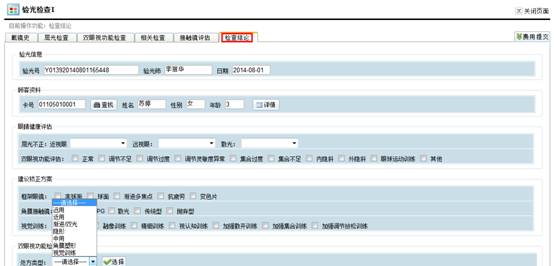 验光检查1
关闭页面
目前操作功能: 检查结论
戴镜史 屈光检查 双眼视功能检查 相关检查 接触镜评估 检查结论
费用提交
验光信息
验光号 Y013920140801165448 验光师 李丽华 日期 2014-08-01
顾客资料
卡号 01105010001 查找 姓名 苏婷 性别 女 年龄 3 详情
眼睛健康评估
屈光不正: 近视眼 远视眼: 散光:
双眼视功能评估: 正常 调节不足 调节过度 调节灵敏度异常 集合过度 集合不足 内隐斜 外隐斜 眼球运动训练 其他
建议矫正方案
框架眼镜: 球面 渐进多焦点 抗疲劳 变色片
角膜接触镜 PG 散光 传统型 抛弃型
视觉训练: 融像训练 精细训练 视认知训练 加强散开训练 加强集合训练 加强调节放松训练
---请选择---
远用
近用
渐进/双光
隐形
中用
角膜塑形
视觉训练
双眼视功能检
处方类型: ---请选择--- 选择